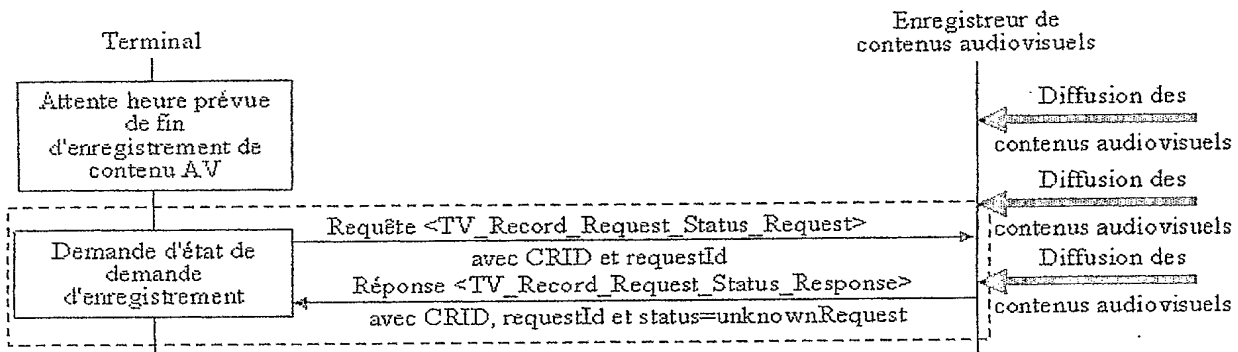 Terminal
Enregistreur de
contenus audiovisuels
Attente heure prévue
de fin
d'enregistrement de
contenu AV
Diffusion des
contenus audiovisuels
Diffusion des
contenus audiovisuels
Requête <TV_Record_Request_Status_Request>
avec CRID et requestId
Demande d'état de
demande
d'enregistrement
Réponse <TV_Record_Request_Status_Response>
avec CRID, requestId et status=unknownRequest
Diffusion des
contenus audiovisuels